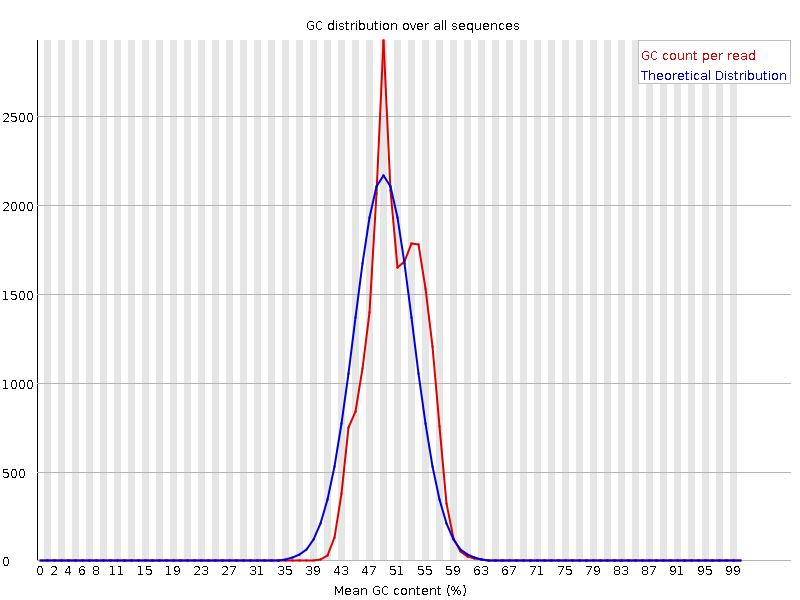 GC distribution over all sequences
GC count per read
Theoretical Distribution
2500
2000
1500
1000
500
0
0 2 4 6 8 11 15 19 23 27 31 35 39 43 47 51 55 59 63 67 71 75 79 83 87 91 95 99
Mean GC content (%)